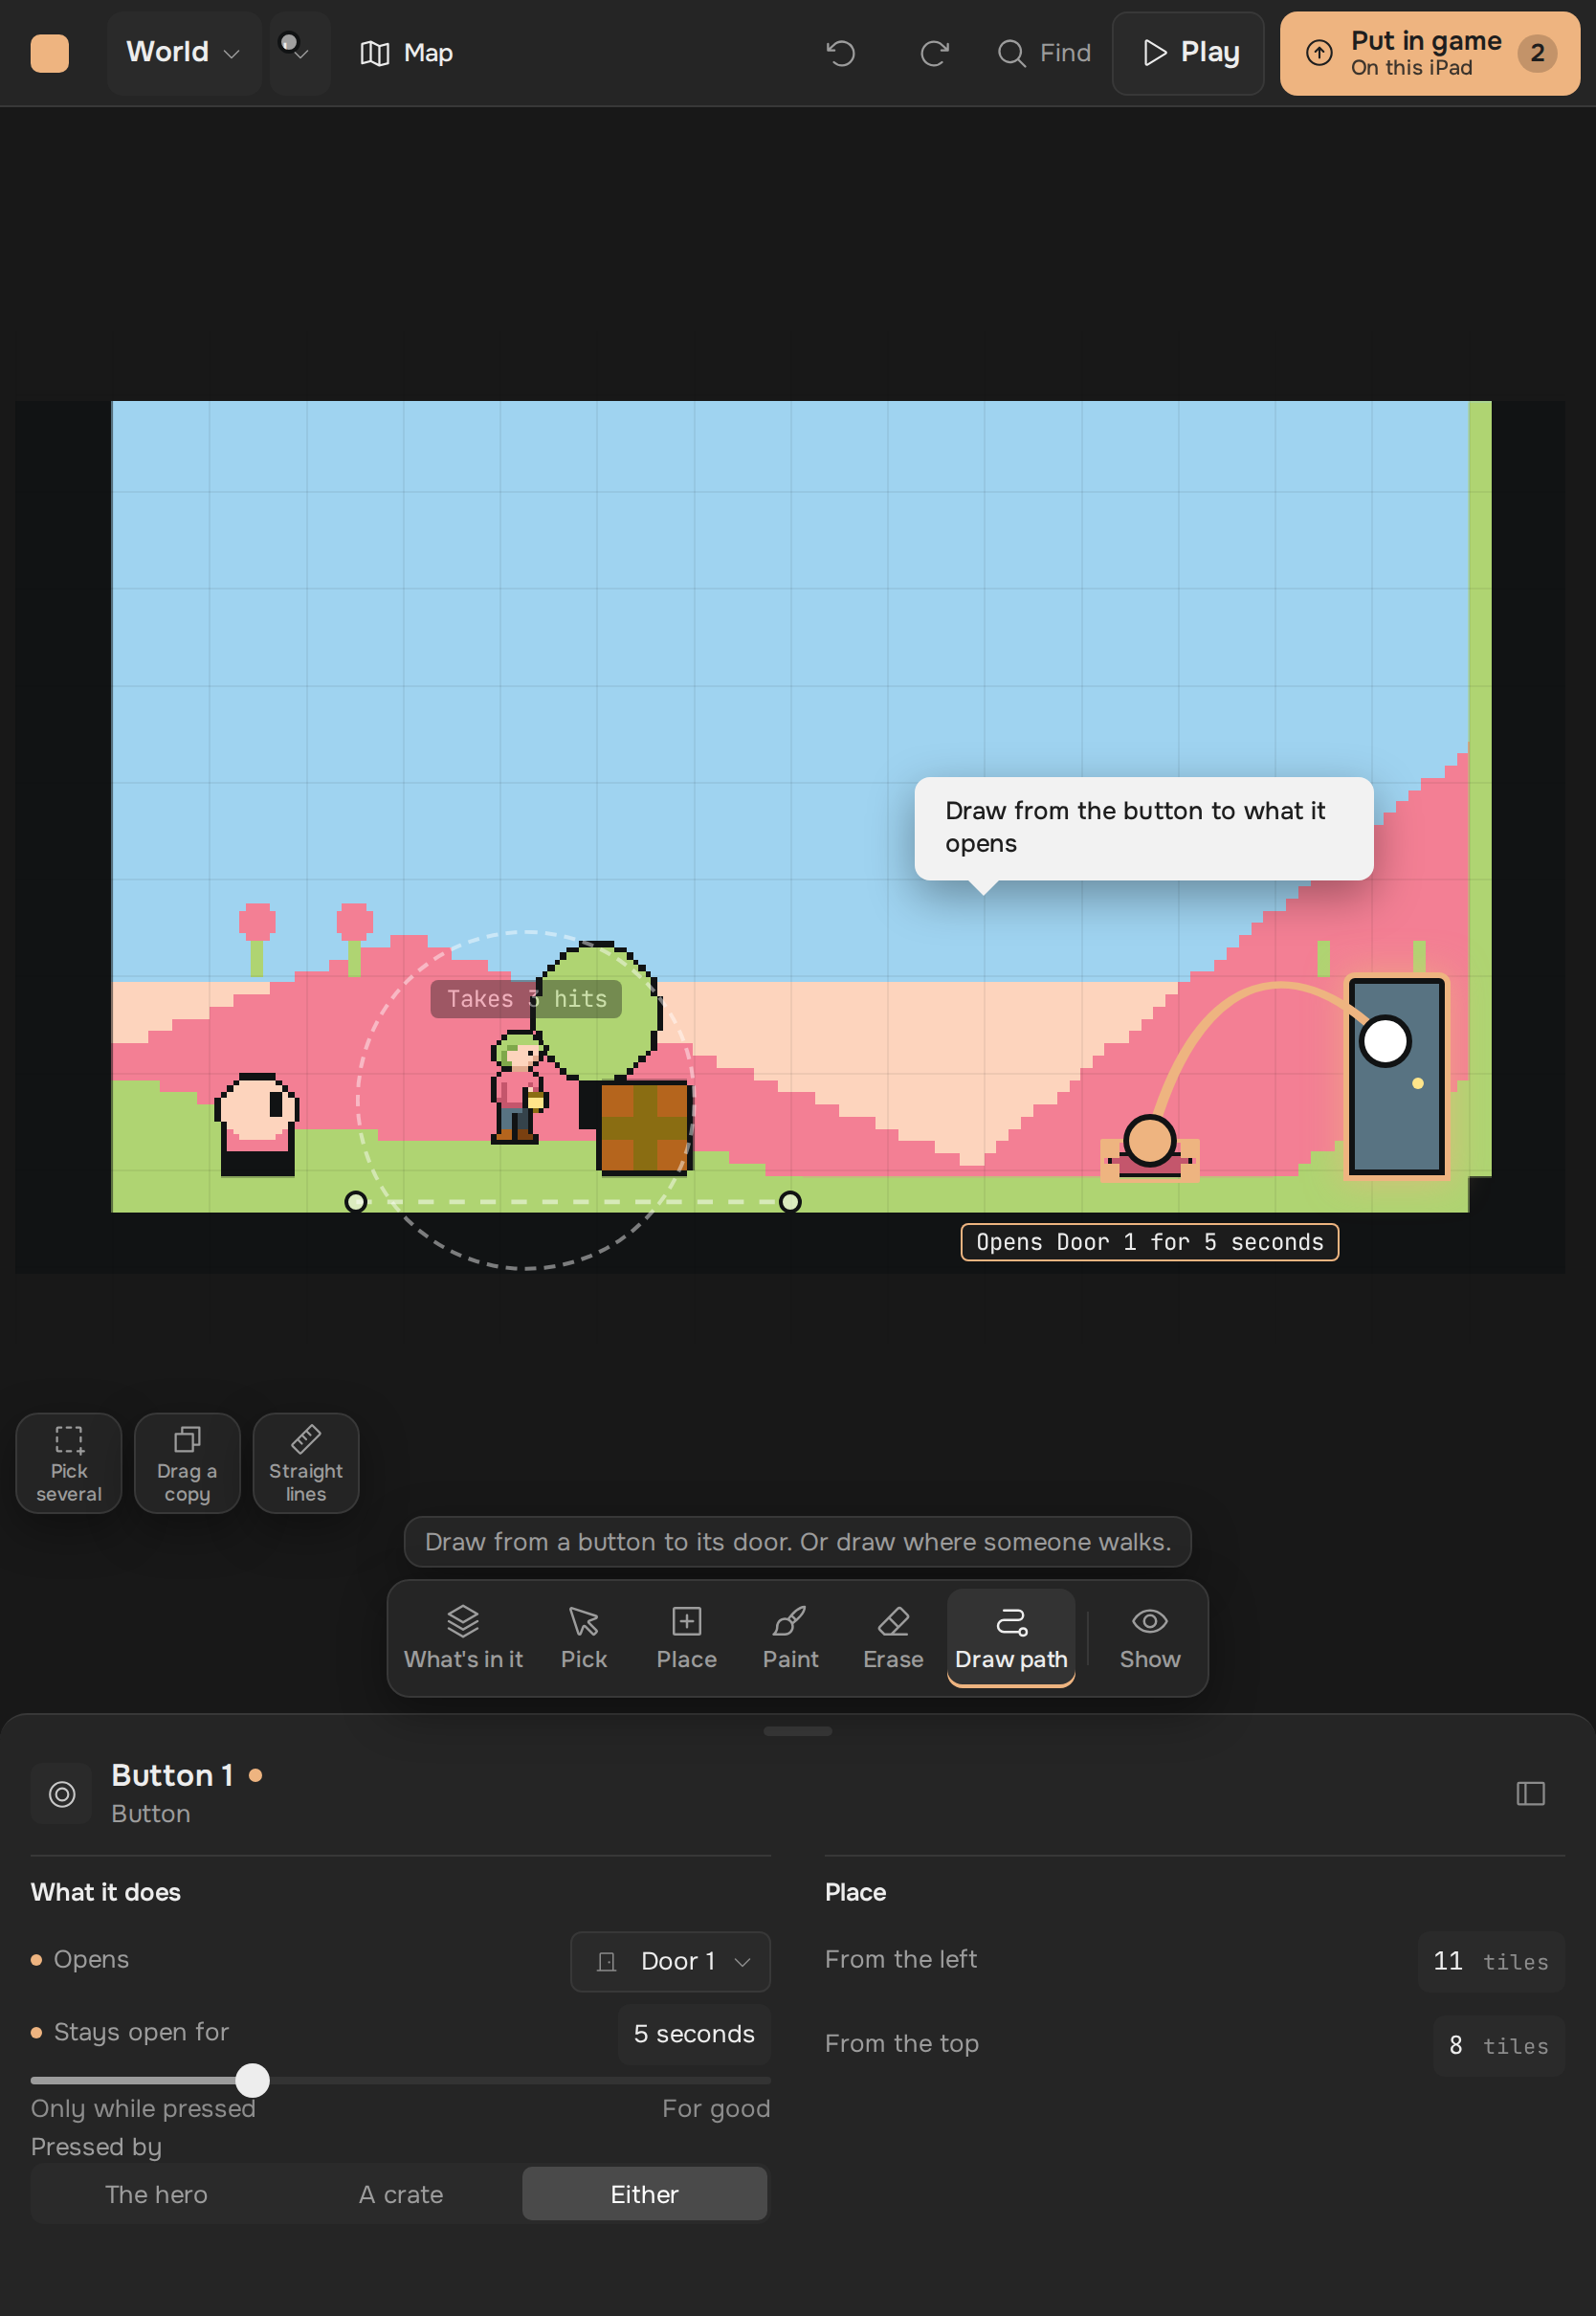 World
Map
Find
Play
Put in game
On this iPad
2
Draw from the button to what it
opens
Takes 3 hits
Opens Door 1 for 5 seconds
Pick
several
Drag a
copy
Straight
lines
Draw from a button to its door. Or draw where someone walks.
What's in it
Pick
Place
Paint
Erase
Draw path
Show
Button 1
Button
What it does
Opens
Door 1
Stays open for
5 seconds
Only while pressed
For good
Pressed by
The hero
A crate
Either
Place
From the left
11 tiles
From the top
8 tiles